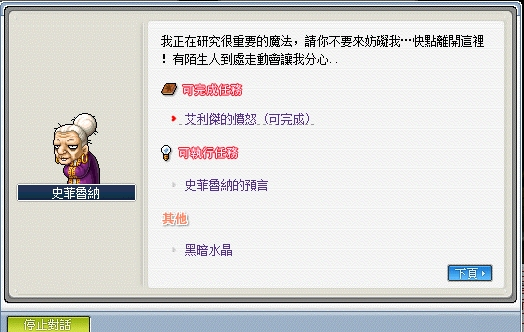 我正在研究很重要的魔法，請你不要來妨礙我…快點離開這裡
！有陌生人到處走動會讓我分心..
可完成任務
艾利傑的憤怒 (可完成)
可執行任務
史菲魯納的預言
史菲魯納
其他
黑暗水晶
下頁
停止對話